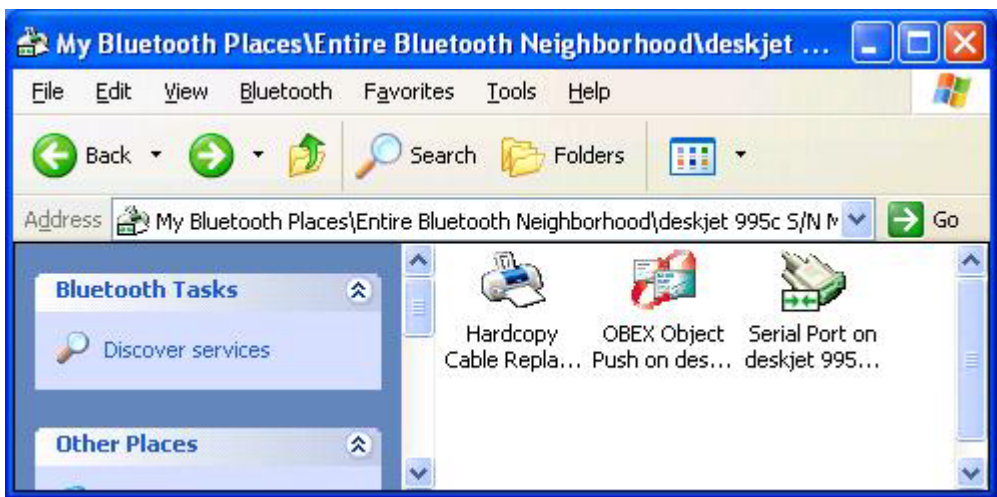 My Bluetooth Places\Entire Bluetooth Neighborhood\deskjet ...
File Edit View Bluetooth Favorites Tools Help
Back Search Folders
Address My Bluetooth Places\Entire Bluetooth Neighborhood\deskjet 995c S/N Go
Bluetooth Tasks
Discover services
Hardcopy
Cable Repla...
OBEX Object
Push on des...
Serial Port on
deskjet 995...
Other Places